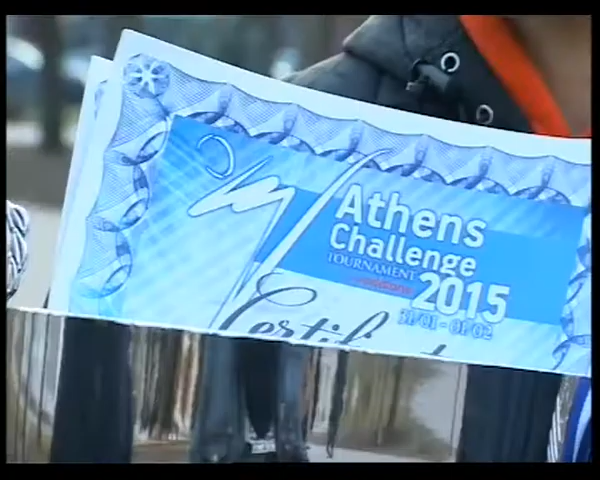 Athens
Challenge
TOURNAMENT
2015
31/01 - 01/02